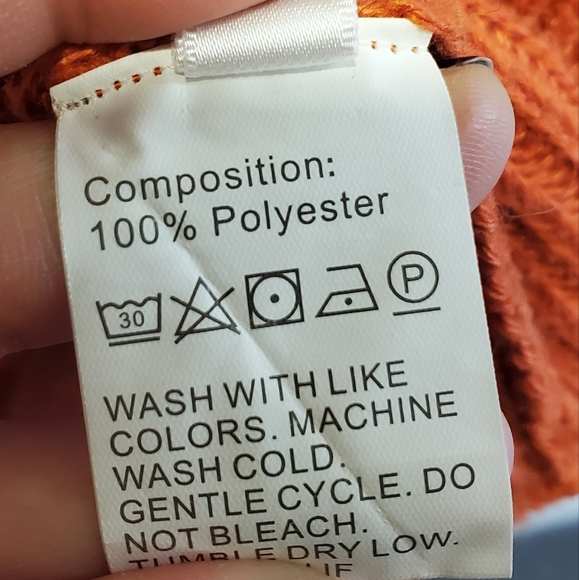 Composition:
100% Polyester
30 P
WASH WITH LIKE
COLORS. MACHINE
WASH COLD.
GENTLE CYCLE. DO
NOT BLEACH.
TUMBLE DRY LOW.
IF